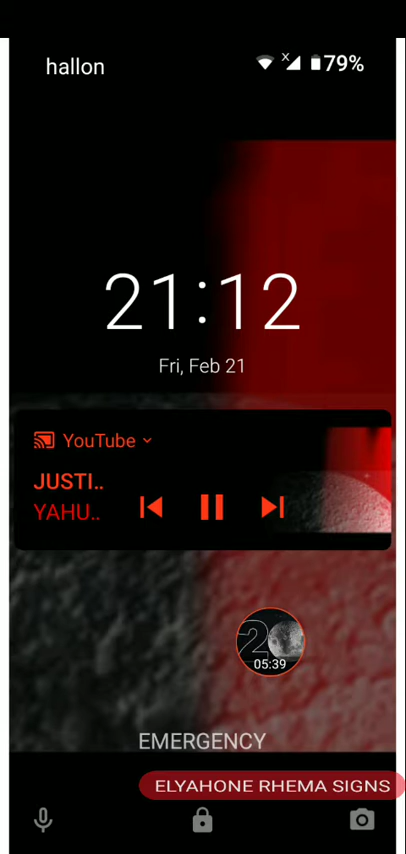 hallon
79%
21:12
Fri, Feb 21
YouTube
JUSTI..
YAHU..
20
05:39
EMERGENCY
ELYAHONE RHEMA SIGNS